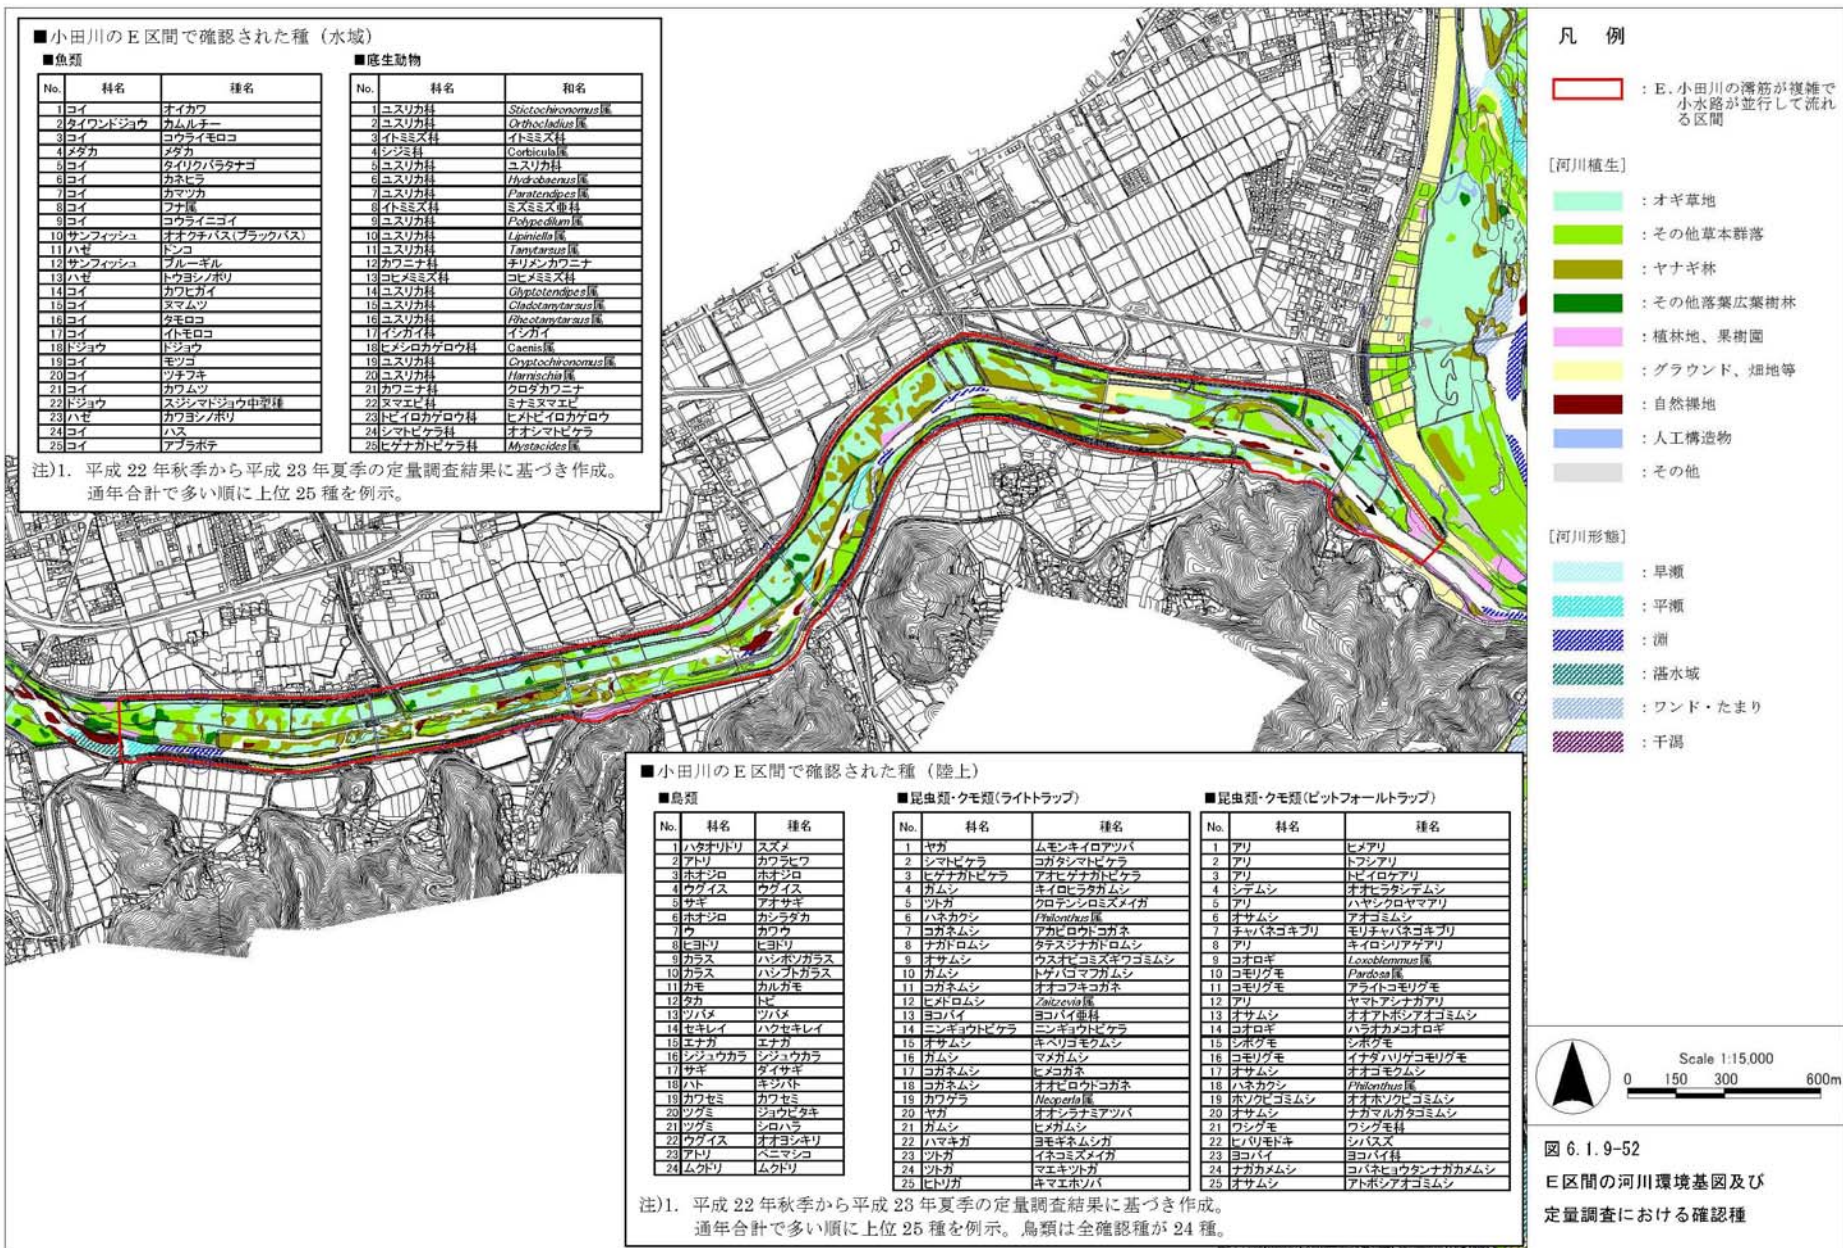 ■小田川のE区間で確認された種（水域）
■魚類
No. 科名 種名
1 コイ オイカワ
2 タイワンドジョウ カムルチー
3 コイ コウライモロコ
4 メダカ メダカ
5 コイ タイリクバラタナゴ
6 コイ カネヒラ
7 コイ カマツカ
8 コイ フナ属
9 コイ コウライニゴイ
10 サンフィッシュ オオクチバス(ブラックバス)
11 ハゼ ドンコ
12 サンフィッシュ ブルーギル
13 ハゼ トウヨシノボリ
14 コイ カワヒガイ
15 コイ ヌマムツ
16 コイ タモロコ
17 コイ イトモロコ
18 ドジョウ ドジョウ
19 コイ モツゴ
20 コイ ツチフキ
21 コイ カワムツ
22 ドジョウ スジシマドジョウ中型種
23 ハゼ カワヨシノボリ
24 コイ ハス
25 コイ アブラボテ
■底生動物
No. 科名 和名
1 ユスリカ科 Stictochironomus属
2 ユスリカ科 Orthocladius属
3 イトミミズ科 イトミミズ科
4 シジミ科 Corbicula属
5 ユスリカ科 ユスリカ科
6 ユスリカ科 Hydrobaenus属
7 ユスリカ科 Paratendipes属
8 イトミミズ科 ミズミミズ亜科
9 ユスリカ科 Polypedilum属
10 ユスリカ科 Lipiniella属
11 ユスリカ科 Tanytarsus属
12 カワニナ科 チリメンカワニナ
13 コヒメミミズ科 コヒメミミズ科
14 ユスリカ科 Glyptotendipes属
15 ユスリカ科 Cladotanytarsus属
16 ユスリカ科 Rheotanytarsus属
17 イシガイ科 イシガイ
18 ヒメシロカゲロウ科 Caenis属
19 ユスリカ科 Cryptochironomus属
20 ユスリカ科 Harnischia属
21 カワニナ科 クロダカワニナ
22 ヌマエビ科 ミナミヌマエビ
23 トビイロカゲロウ科 ヒメトビイロカゲロウ
24 シマトビケラ科 オオシマトビケラ
25 ヒゲナガトビケラ科 Mystacides属
注)1. 平成22年秋季から平成23年夏季の定量調査結果に基づき作成。
通年合計で多い順に上位25種を例示。
■小田川のE区間で確認された種（陸上）
■鳥類
No. 科名 種名
1 ハタオリドリ スズメ
2 アトリ カワラヒワ
3 ホオジロ ホオジロ
4 ウグイス ウグイス
5 サギ アオサギ
6 ホオジロ カシラダカ
7 ウ カワウ
8 ヒヨドリ ヒヨドリ
9 カラス ハシボソガラス
10 カラス ハシブトガラス
11 カモ カルガモ
12 タカ トビ
13 ツバメ ツバメ
14 セキレイ ハクセキレイ
15 エナガ エナガ
16 シジュウカラ シジュウカラ
17 サギ ダイサギ
18 ハト キジバト
19 カワセミ カワセミ
20 ツグミ ジョウビタキ
21 ツグミ シロハラ
22 ウグイス オオヨシキリ
23 アトリ ベニマシコ
24 ムクドリ ムクドリ
■昆虫類・クモ類(ライトトラップ)
No. 科名 種名
1 ヤガ ムモンキイロアツバ
2 シマトビケラ コガタシマトビケラ
3 ヒゲナガトビケラ アオヒゲナガトビケラ
4 ガムシ キイロヒラタガムシ
5 ツトガ クロテンシロミズメイガ
6 ハネカクシ Philonthus属
7 コガネムシ アカビロウドコガネ
8 ナガドロムシ タテスジナガドロムシ
9 オサムシ ウスオビコミズギワゴミムシ
10 ガムシ トゲバゴマフガムシ
11 コガネムシ オオコフキコガネ
12 ヒメドロムシ Zaitzevia属
13 ヨコバイ ヨコバイ亜科
14 ニンギョウトビケラ ニンギョウトビケラ
15 オサムシ キベリゴモクムシ
16 ガムシ マメガムシ
17 コガネムシ ヒメコガネ
18 コガネムシ オオビロウドコガネ
19 カワゲラ Neoperla属
20 ヤガ オオシラナミアツバ
21 ガムシ ヒメガムシ
22 ハマキガ ヨモギネムシガ
23 ツトガ イネコミズメイガ
24 ツトガ マエキツトガ
25 ヒトリガ キマエホソバ
■昆虫類・クモ類(ピットフォールトラップ)
No. 科名 種名
1 アリ ヒメアリ
2 アリ トフシアリ
3 アリ トビイロケアリ
4 シデムシ オオヒラタシデムシ
5 アリ ハヤシクロヤマアリ
6 オサムシ アオゴミムシ
7 チャバネゴキブリ モリチャバネゴキブリ
8 アリ キイロシリアゲアリ
9 コオロギ Loxoblemmus属
10 コモリグモ Pardosa属
11 コモリグモ アライトコモリグモ
12 アリ ヤマトアシナガアリ
13 オサムシ オオアトボシアオゴミムシ
14 コオロギ ハラオカメコオロギ
15 シボグモ シボグモ
16 コモリグモ イナダハリゲコモリグモ
17 オサムシ オオゴモクムシ
18 ハネカクシ Philonthus属
19 ホソクビゴミムシ オオホソクビゴミムシ
20 オサムシ ナガマルガタゴミムシ
21 ワシグモ ワシグモ科
22 ヒバリモドキ シバスズ
23 ヨコバイ ヨコバイ科
24 ナガカメムシ コバネヒョウタンナガカメムシ
25 オサムシ アトボシアオゴミムシ
注)1. 平成22年秋季から平成23年夏季の定量調査結果に基づき作成。
通年合計で多い順に上位25種を例示。鳥類は全確認種が24種。
凡 例
：E.小田川の澪筋が複雑で
小水路が並行して流れ
る区間
[河川植生]
：オギ草地
：その他草本群落
：ヤナギ林
：その他落葉広葉樹林
：植林地、果樹園
：グラウンド、畑地等
：自然裸地
：人工構造物
：その他
[河川形態]
：早瀬
：平瀬
：淵
：湛水域
：ワンド・たまり
：干潟
Scale 1:15,000
0 150 300 600m
図6.1.9-52
E区間の河川環境基図及び
定量調査における確認種